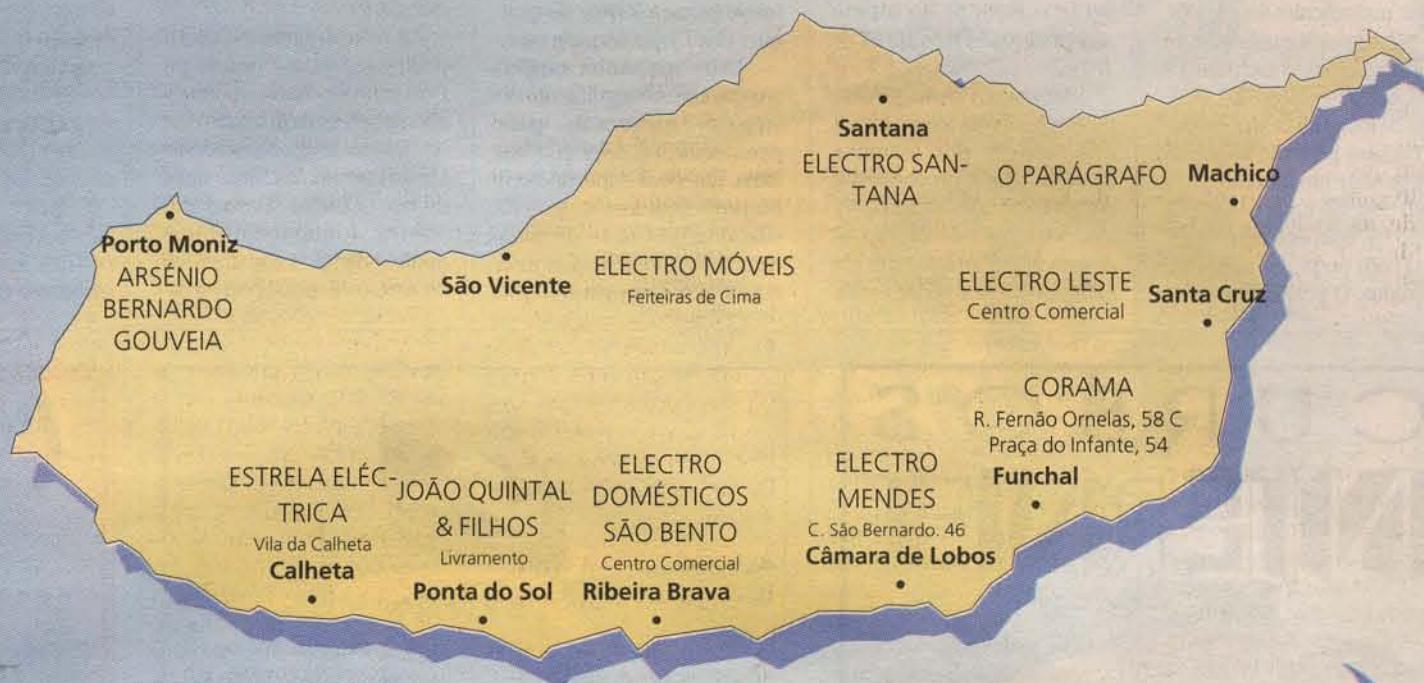 Santana
ELECTRO SAN-
TANA
O PARÁGRAFO
Machico
Porto Moniz
ARSÉNIO
BERNARDO
GOUVEIA
São Vicente
ELECTRO MÓVEIS
Feiteiras de Cima
ELECTRO LESTE
Centro Comercial
Santa Cruz
CORAMA
R. Fernão Ornelas, 58 C
Praça do Infante, 54
Funchal
ESTRELA ELÉC-
TRICA
Vila da Calheta
Calheta
JOÃO QUINTAL
& FILHOS
Livramento
Ponta do Sol
ELECTRO
DOMÉSTICOS
SÃO BENTO
Centro Comercial
Ribeira Brava
ELECTRO
MENDES
C. São Bernardo. 46
Câmara de Lobos